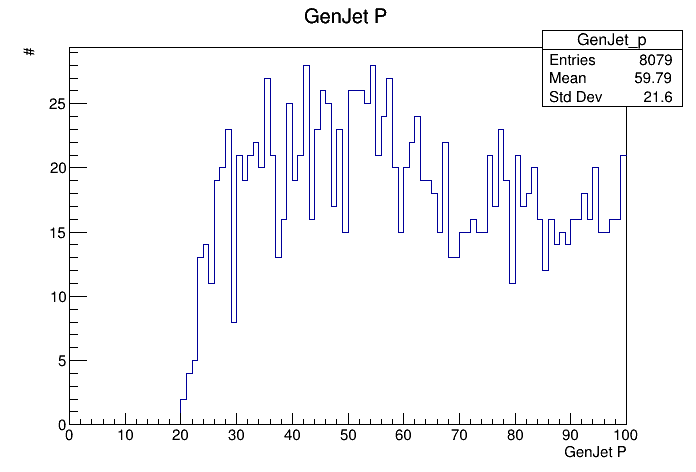 GenJet P
#
GenJet_p
Entries 8079
Mean 59.79
Std Dev 21.6
25
20
15
10
5
0
0 10 20 30 40 50 60 70 80 90 100
GenJet P